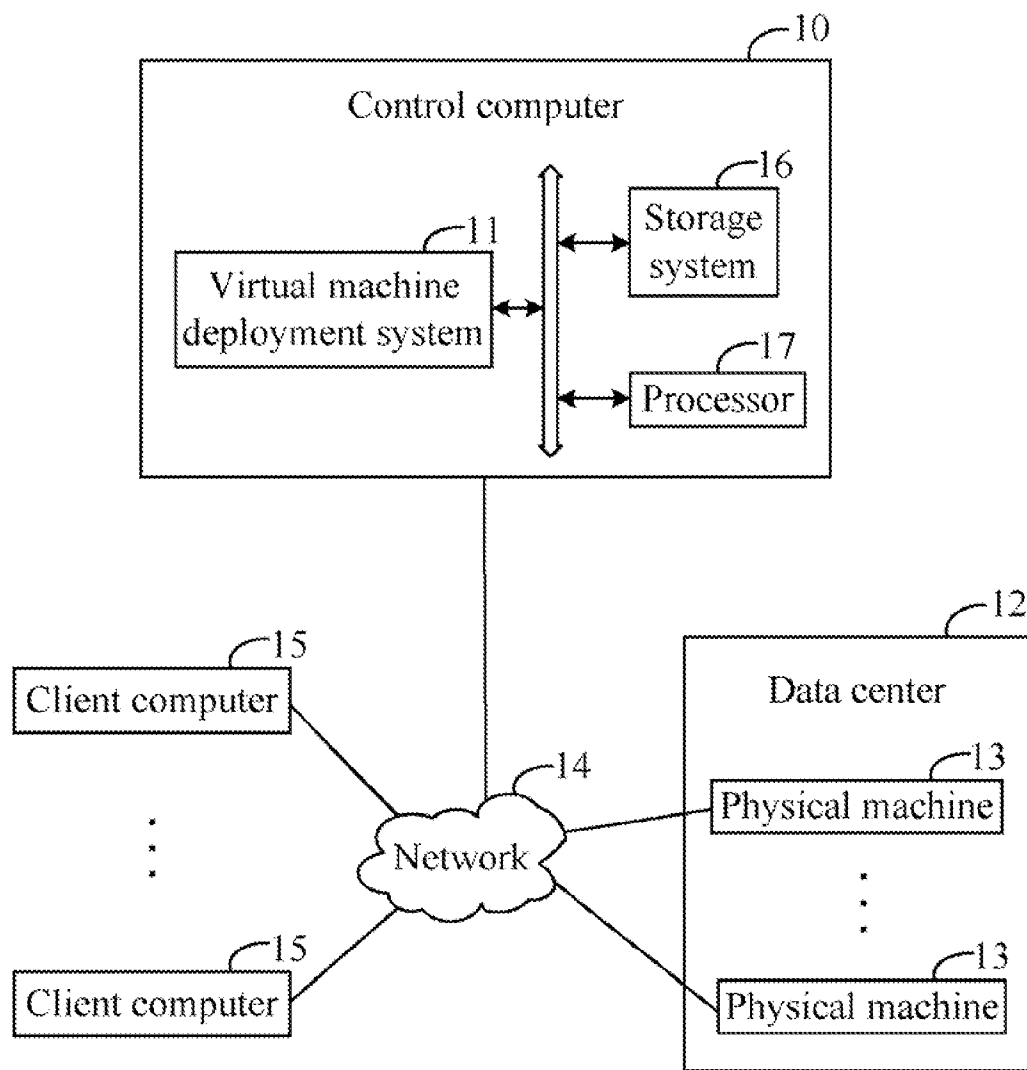 10
Control computer
16
Storage
system
11
Virtual machine
deployment system
17
Processor
12
Data center
15
Client computer
14
Network
13
Physical machine
15
Client computer
13
Physical machine